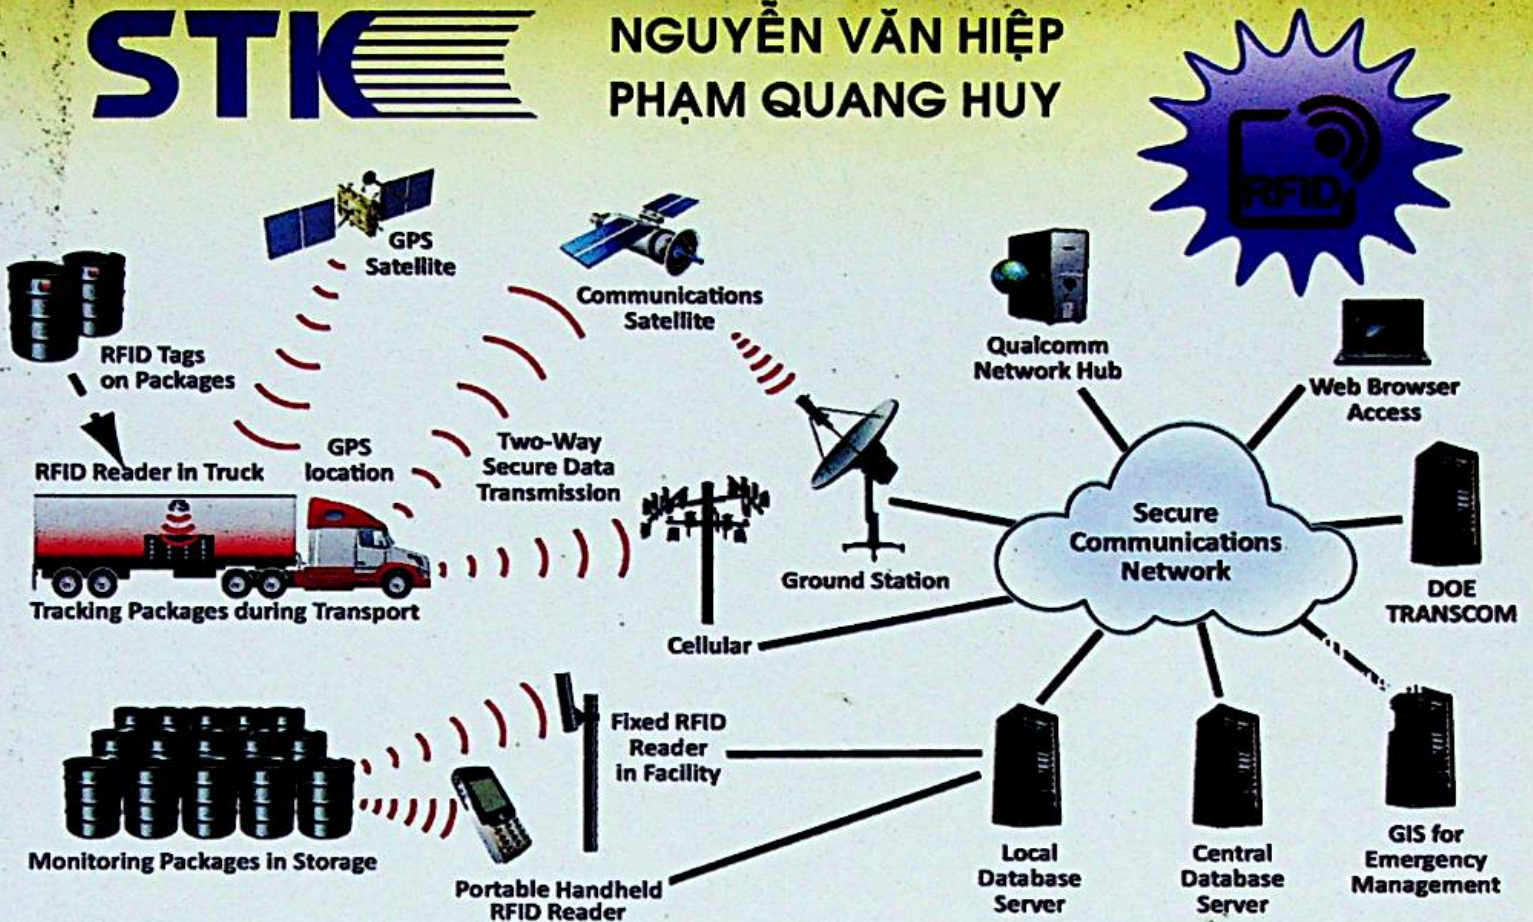 STK
NGUYỄN VĂN HIỆP
PHẠM QUANG HUY
RFID
GPS
Satellite
Communications
Satellite
RFID Tags
on Packages
Qualcomm
Network Hub
Web Browser
Access
RFID Reader in Truck
GPS
location
Two-Way
Secure Data
Transmission
Secure
Communications
Network
Ground Station
DOE
TRANSCOM
Tracking Packages during Transport
Cellular
Fixed RFID
Reader
in Facility
Monitoring Packages in Storage
Portable Handheld
RFID Reader
Local
Database
Server
Central
Database
Server
GIS for
Emergency
Management